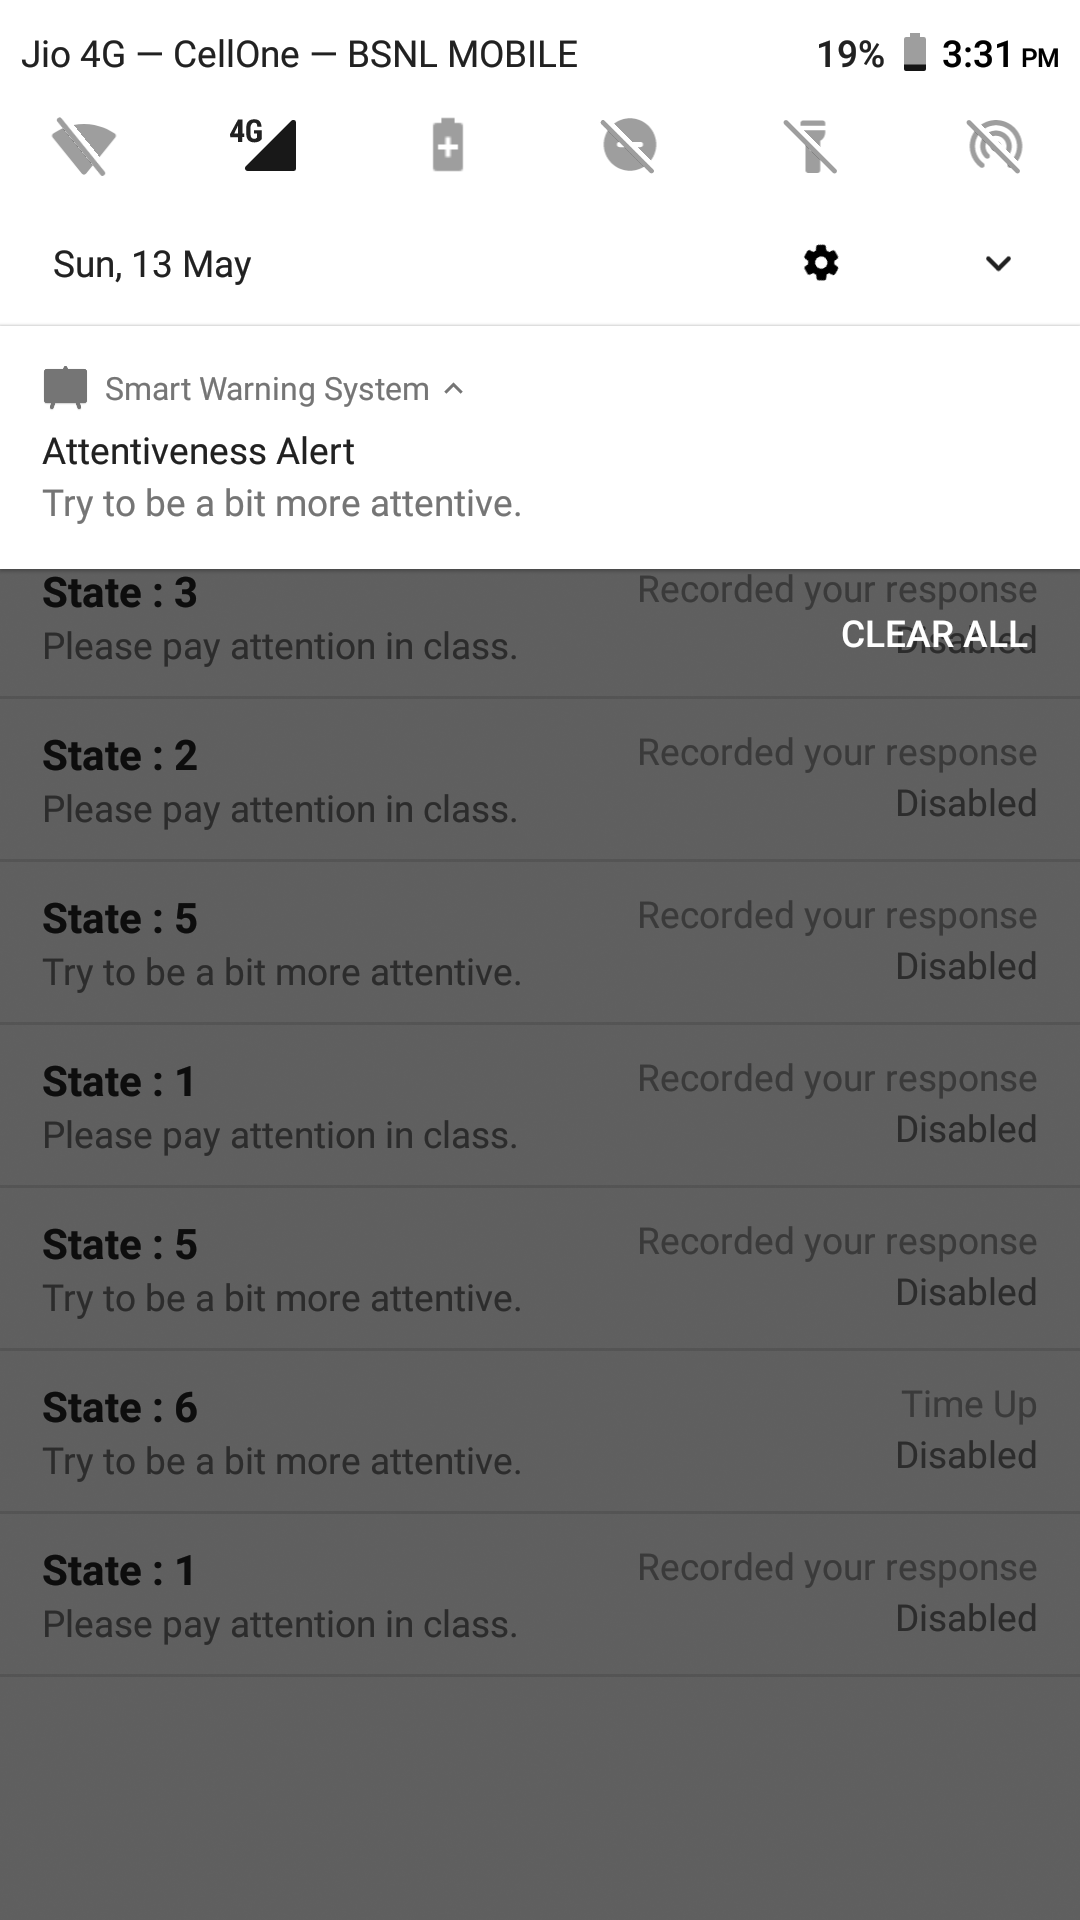 Jio 4G — CellOne — BSNL MOBILE 19% 3:31 PM
4G
Sun, 13 May
Smart Warning System
Attentiveness Alert
Try to be a bit more attentive.
State : 3 Recorded your response
Please pay attention in class. Disabled
CLEAR ALL
State : 2 Recorded your response
Please pay attention in class. Disabled
State : 5 Recorded your response
Try to be a bit more attentive. Disabled
State : 1 Recorded your response
Please pay attention in class. Disabled
State : 5 Recorded your response
Try to be a bit more attentive. Disabled
State : 6 Time Up
Try to be a bit more attentive. Disabled
State : 1 Recorded your response
Please pay attention in class. Disabled